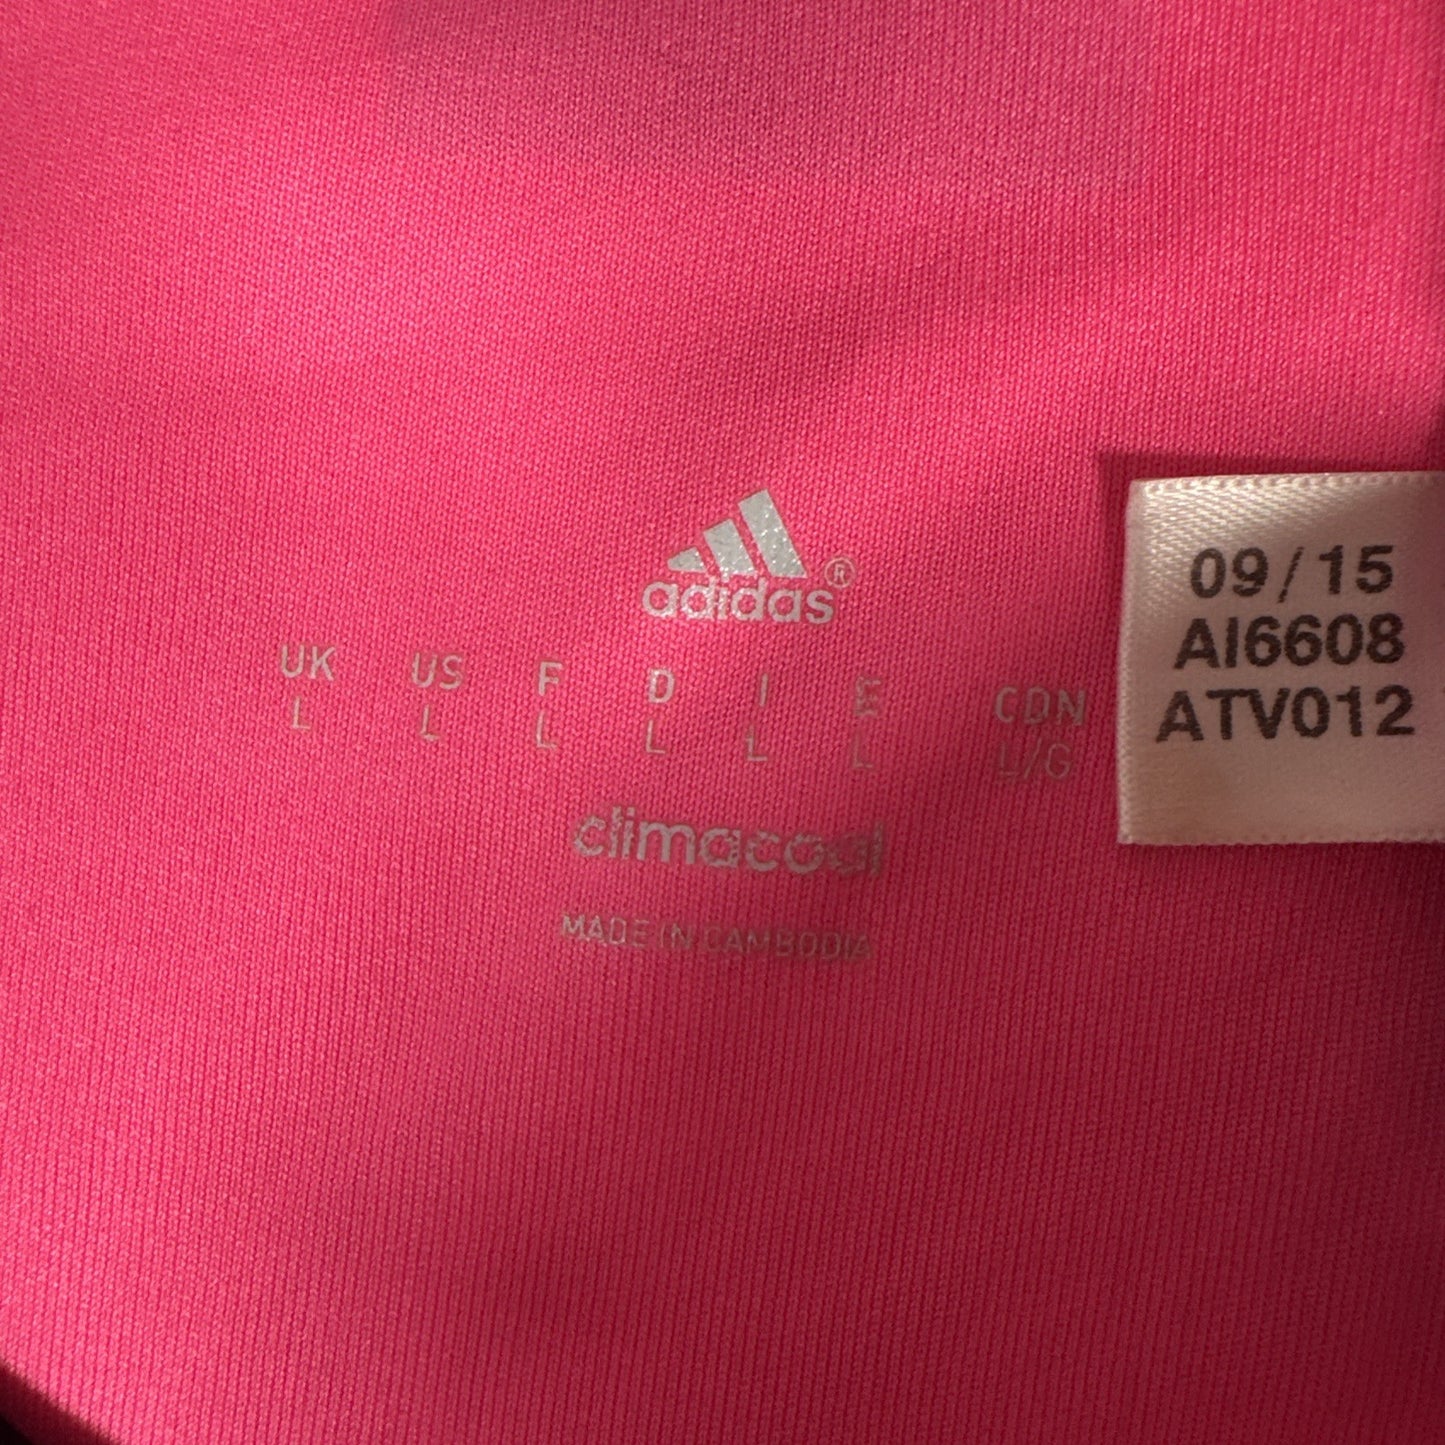 adidas®
UK US F D I E CDN
L L L L L L L/G
climacool
MADE IN CAMBODIA
09/15
AI6608
ATV012